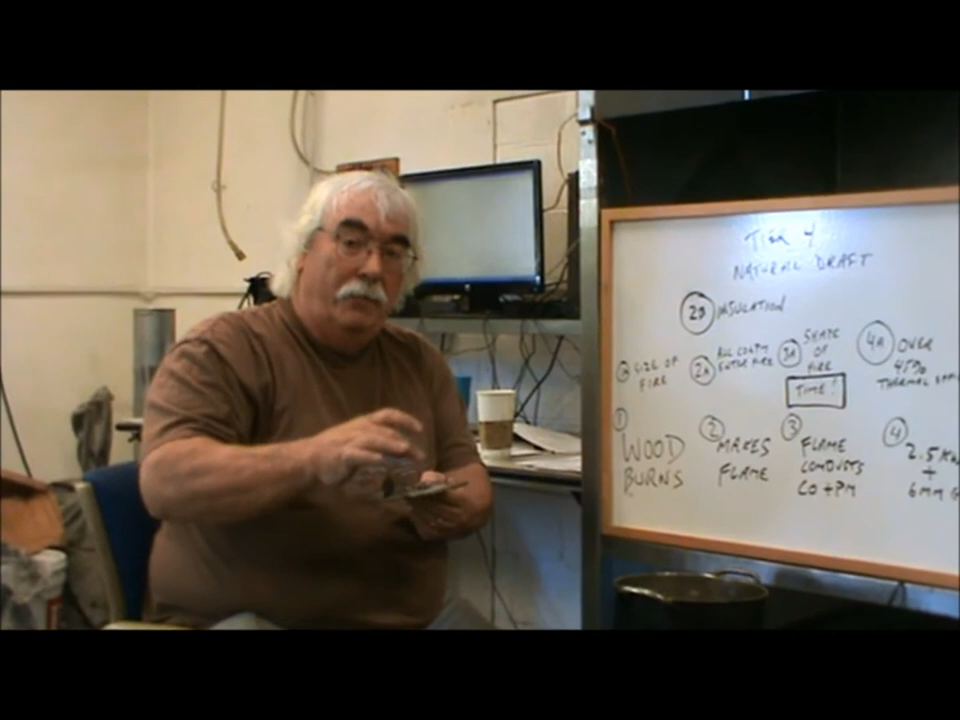 TIER 4
NATURAL DRAFT
2B INSULATION
1A SIZE OF
FIRE
2A ALL
ENTER FIRE
3A SHAPE
OF
FIRE
TIME!
4A OVER
45%
THERMAL
1 WOOD
BURNS
2 MAKES
FLAME
3 FLAME
COMBUSTS
CO + PM
4 2.5 KW
+
6MM